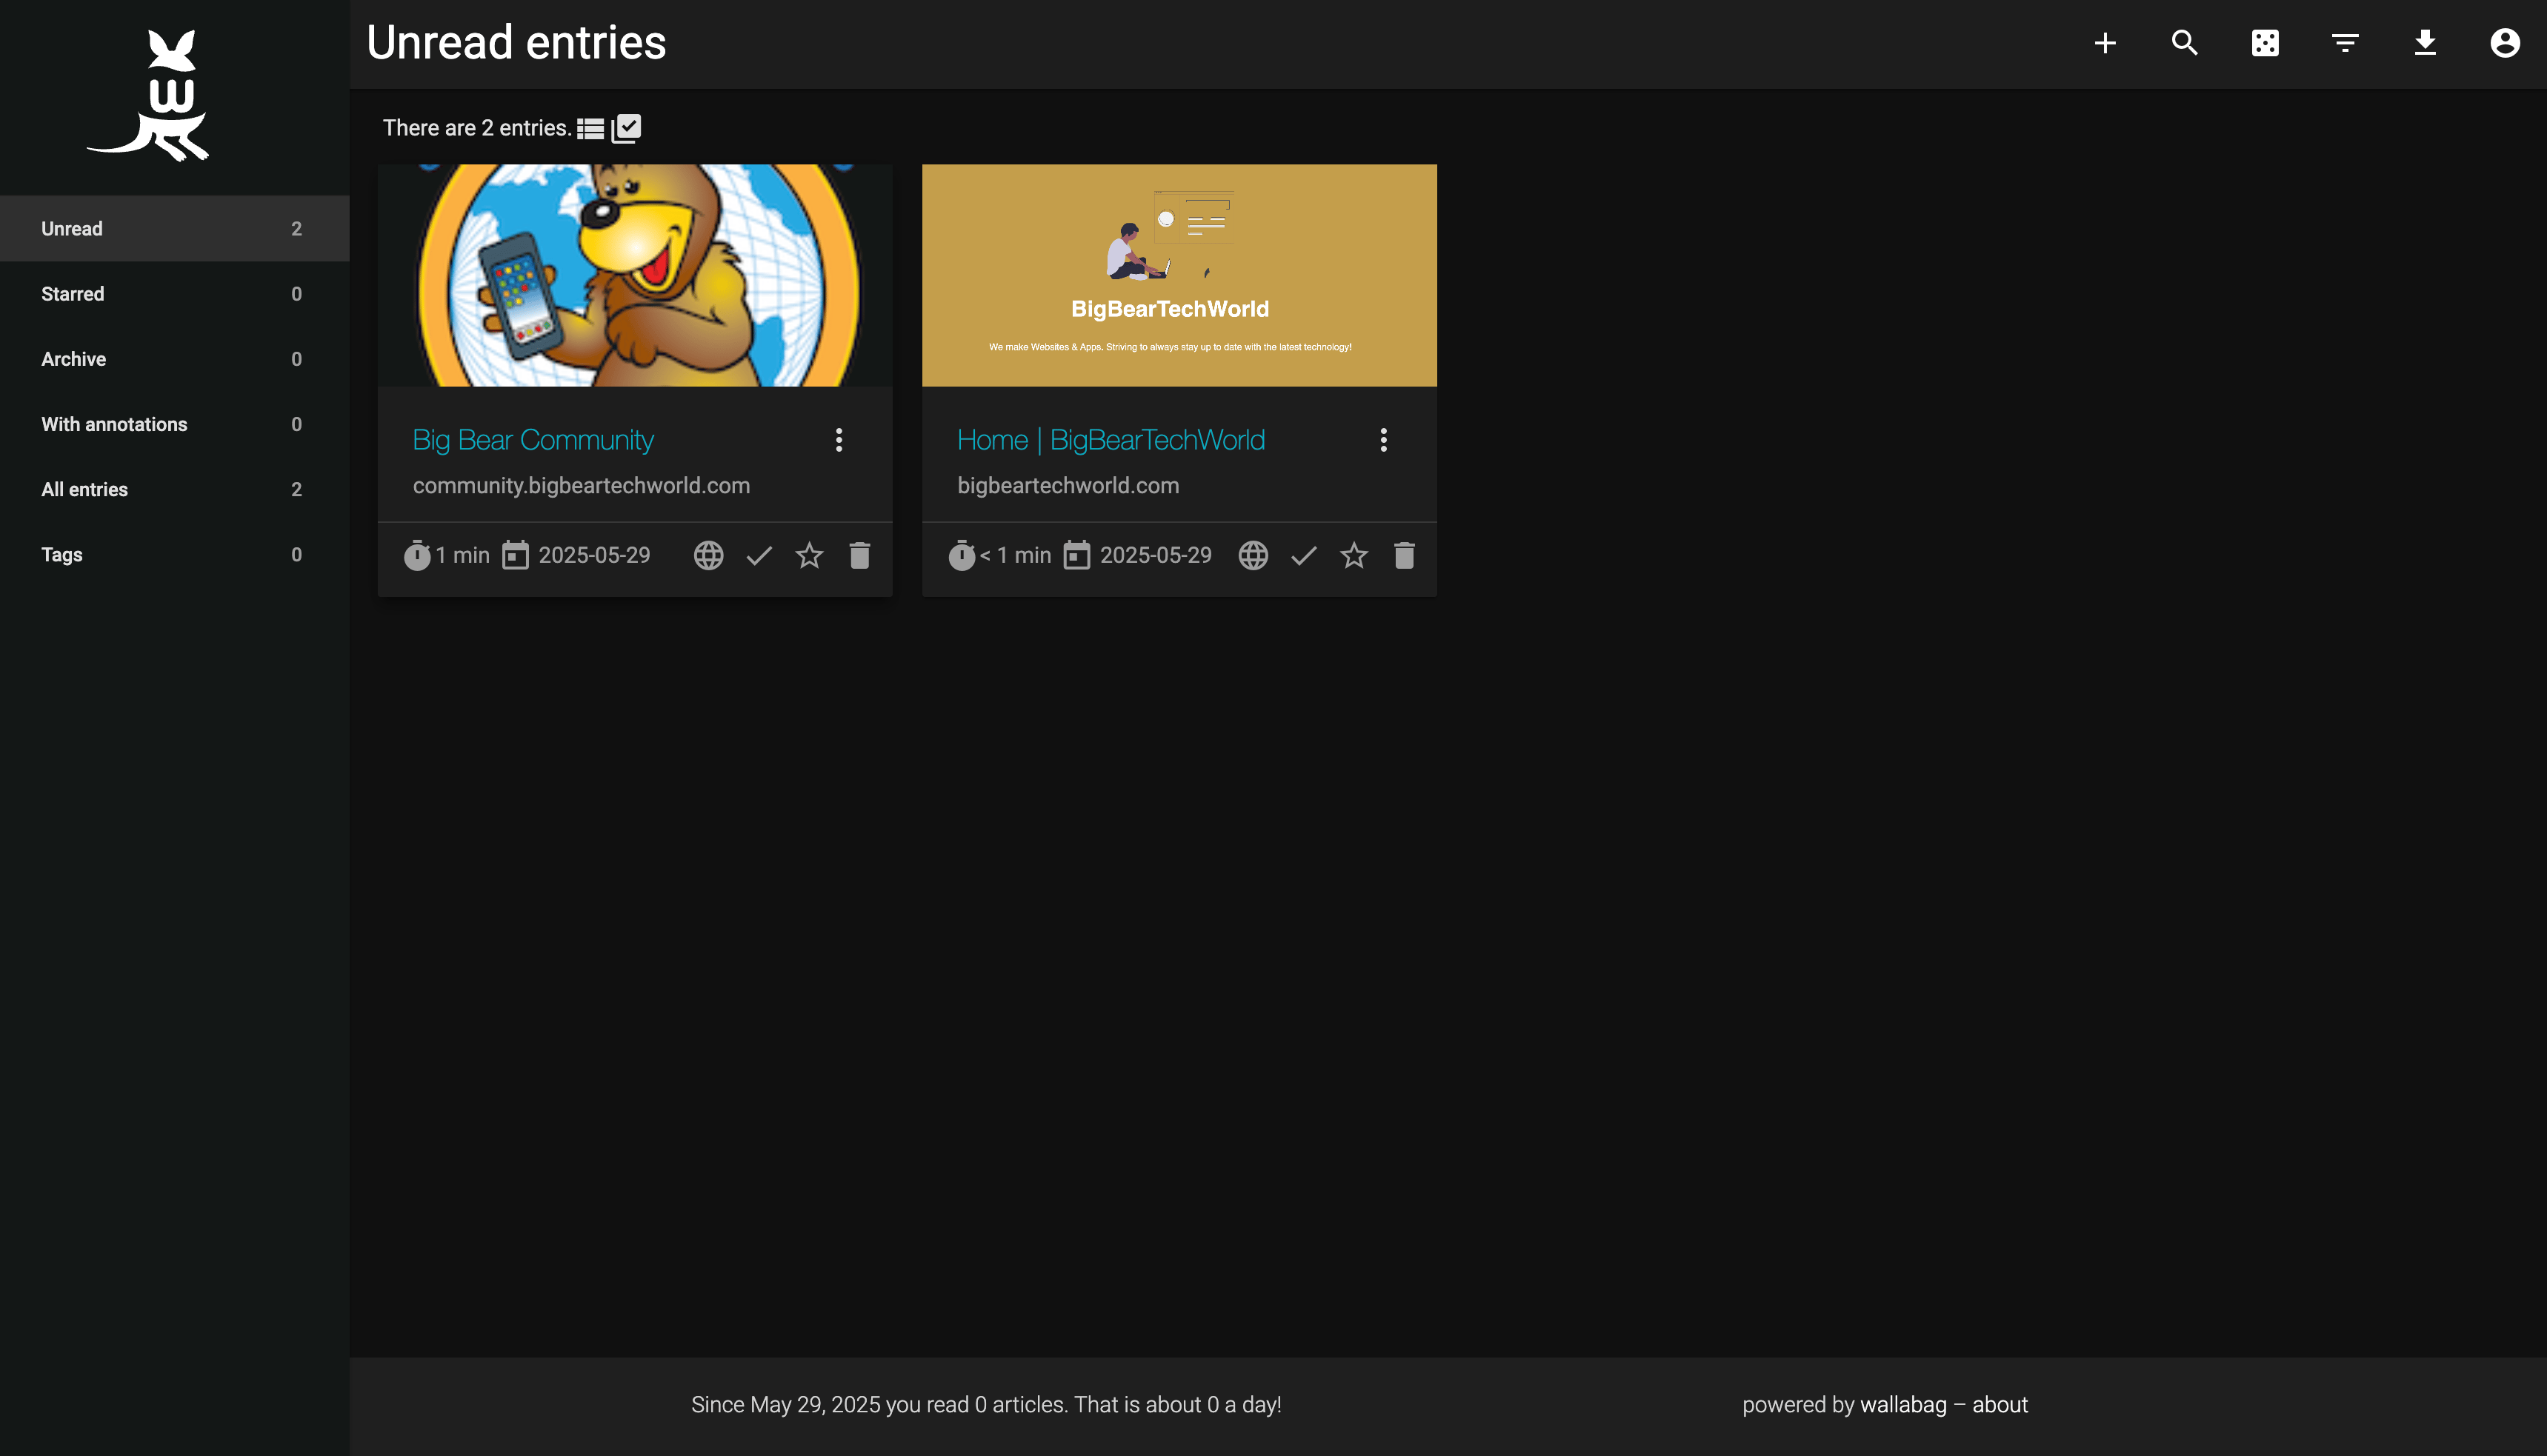 W
Unread entries
Unread 2
Starred 0
Archive 0
With annotations 0
All entries 2
Tags 0
There are 2 entries.
Big Bear Community
community.bigbeartechworld.com
1 min 2025-05-29
BigBearTechWorld
We make Websites & Apps. Striving to always stay up to date with the latest technology!
Home | BigBearTechWorld
bigbeartechworld.com
< 1 min 2025-05-29
Since May 29, 2025 you read 0 articles. That is about 0 a day!
powered by wallabag – about